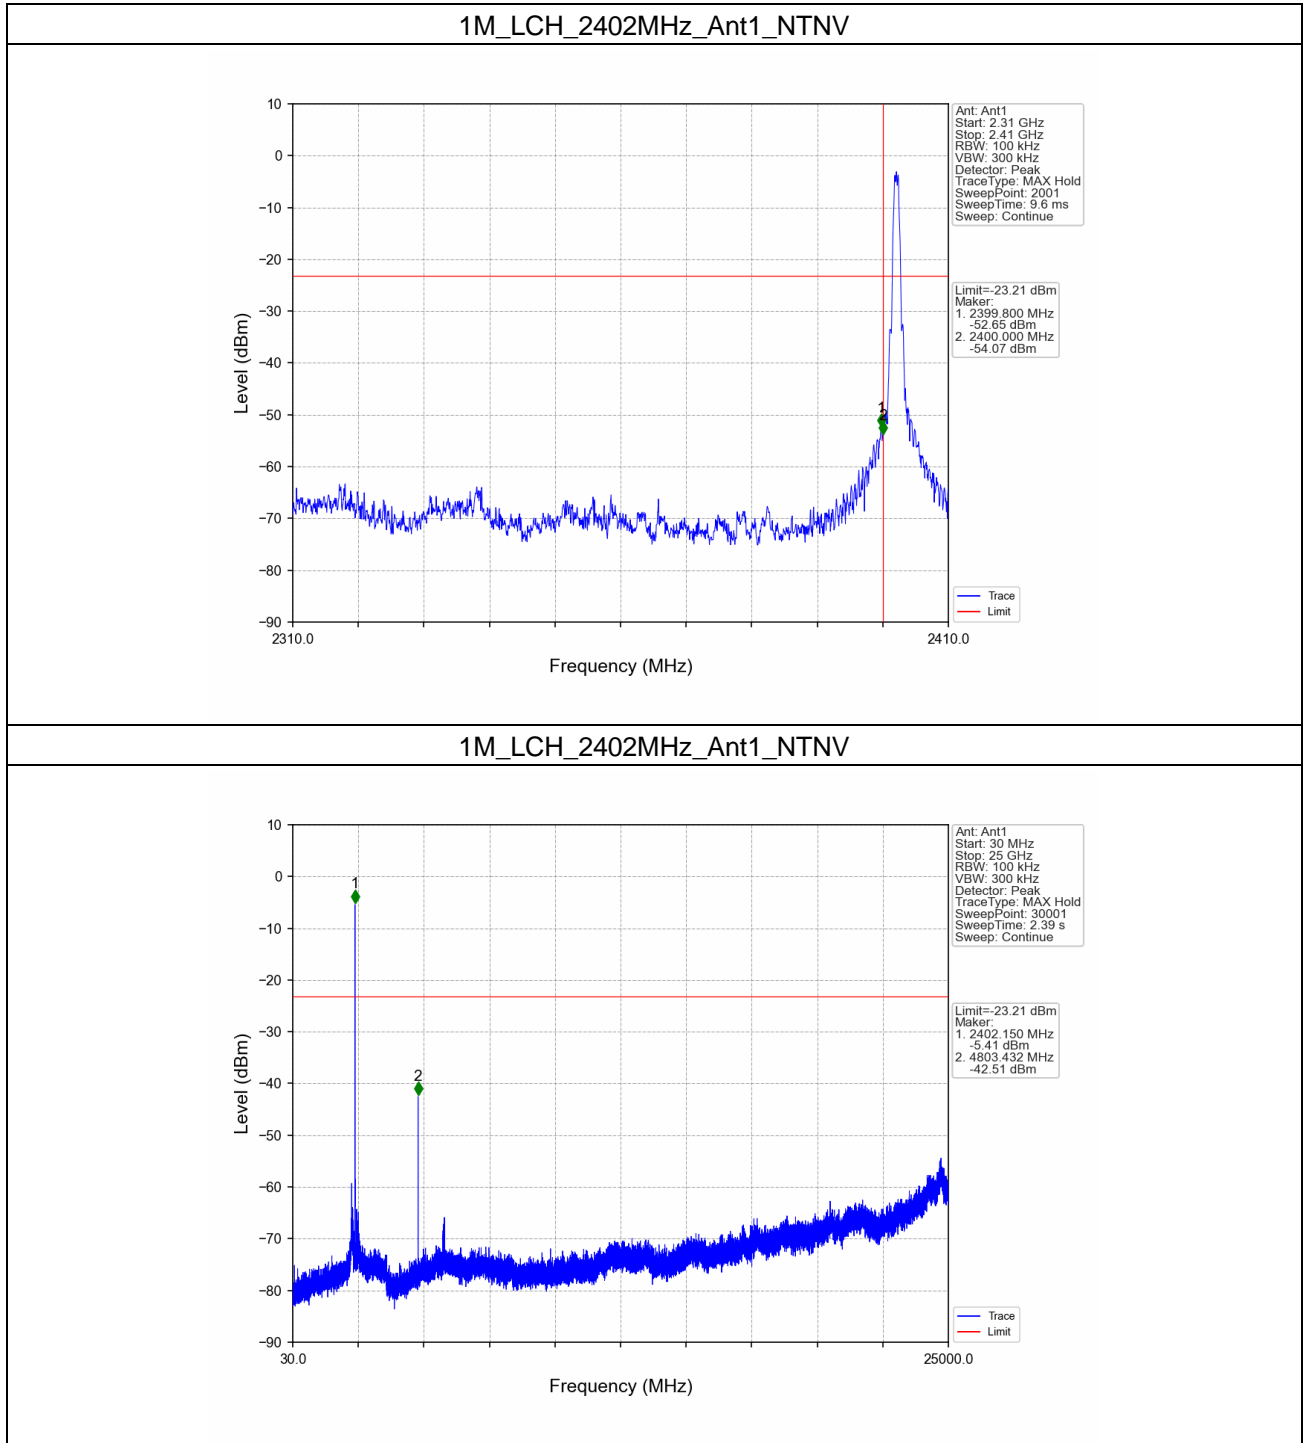 1M_LCH_2402MHz_Ant1_NTNV
10
0
−10
−20
−30
−40
−50
−60
−70
−80
−90
Level (dBm)
2310.0
2410.0
Frequency (MHz)
1
2
Ant: Ant1
Start: 2.31 GHz
Stop: 2.41 GHz
RBW: 100 kHz
VBW: 300 kHz
Detector: Peak
TraceType: MAX Hold
SweepPoint: 2001
SweepTime: 9.6 ms
Sweep: Continue
Limit=-23.21 dBm
Maker:
1. 2399.800 MHz
-52.65 dBm
2. 2400.000 MHz
-54.07 dBm
Trace
Limit
1M_LCH_2402MHz_Ant1_NTNV
10
0
−10
−20
−30
−40
−50
−60
−70
−80
−90
Level (dBm)
30.0
25000.0
Frequency (MHz)
1
2
Ant: Ant1
Start: 30 MHz
Stop: 25 GHz
RBW: 100 kHz
VBW: 300 kHz
Detector: Peak
TraceType: MAX Hold
SweepPoint: 30001
SweepTime: 2.39 s
Sweep: Continue
Limit=-23.21 dBm
Maker:
1. 2402.150 MHz
-5.41 dBm
2. 4803.432 MHz
-42.51 dBm
Trace
Limit